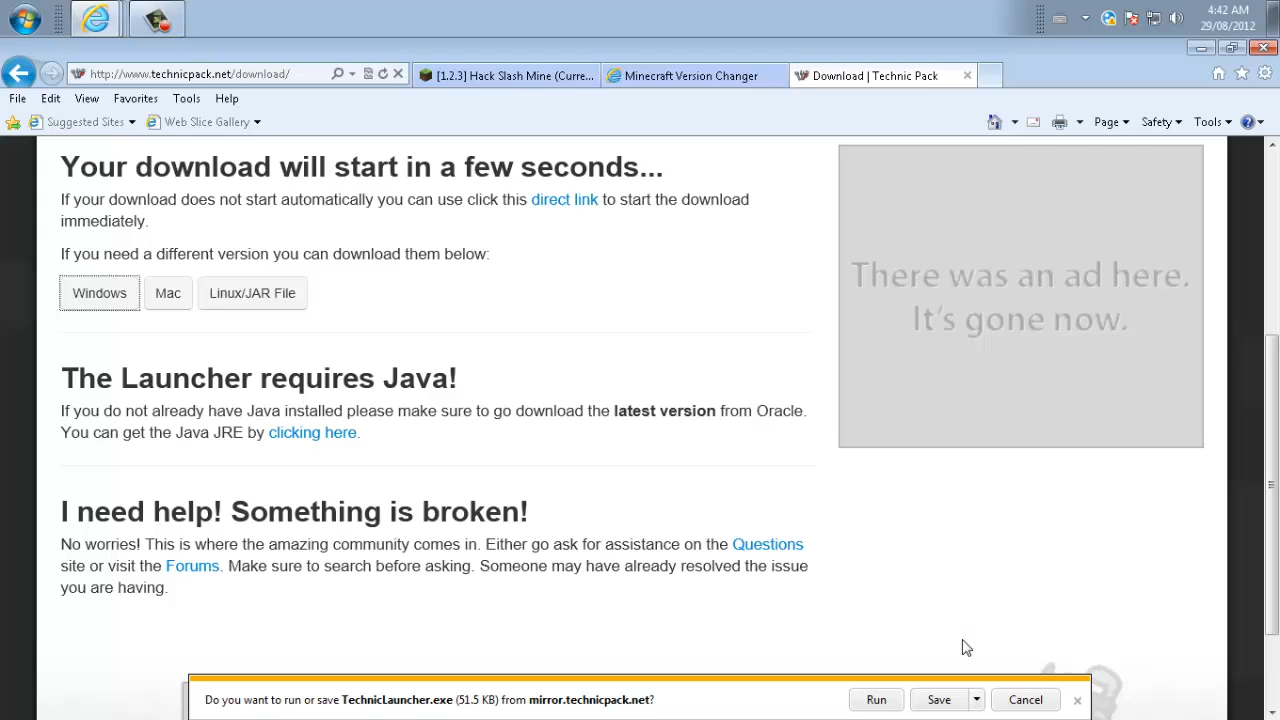 4:42 AM
29/08/2012
http://www.technicpack.net/download/
[1.2.3] Hack Slash Mine (Curre...
Minecraft Version Changer
Download | Technic Pack
File Edit View Favorites Tools Help
Suggested Sites Web Slice Gallery Page Safety Tools
Your download will start in a few seconds...
If your download does not start automatically you can use click this direct link to start the download
immediately.
If you need a different version you can download them below:
Windows Mac Linux/JAR File
There was an ad here.
It's gone now.
The Launcher requires Java!
If you do not already have Java installed please make sure to go download the latest version from Oracle.
You can get the Java JRE by clicking here.
I need help! Something is broken!
No worries! This is where the amazing community comes in. Either go ask for assistance on the Questions
site or visit the Forums. Make sure to search before asking. Someone may have already resolved the issue
you are having.
Do you want to run or save TechnicLauncher.exe (51.5 KB) from mirror.technicpack.net? Run Save Cancel